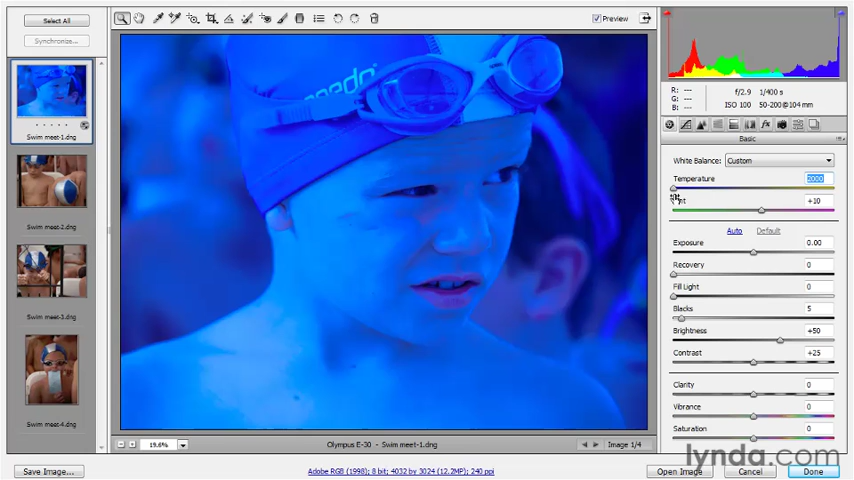 Select All
Synchronize...
Preview
Swim meet-1.dng
Swim meet-2.dng
Swim meet-3.dng
Swim meet-4.dng
speedo
R: ---
G: ---
B: ---
f/2.9 1/400 s
ISO 100 50-200@104 mm
Basic
White Balance: Custom
Temperature 2000
nt +10
Auto Default
Exposure 0.00
Recovery 0
Fill Light 0
Blacks 5
Brightness +50
Contrast +25
Clarity 0
Vibrance 0
Saturation 0
19.6%
Olympus E-30 - Swim meet-1.dng
Image 1/4
lynda.com
Save Image...
Adobe RGB (1998); 8 bit; 4032 by 3024 (12.2MP); 240 ppi
Open Image
Cancel
Done